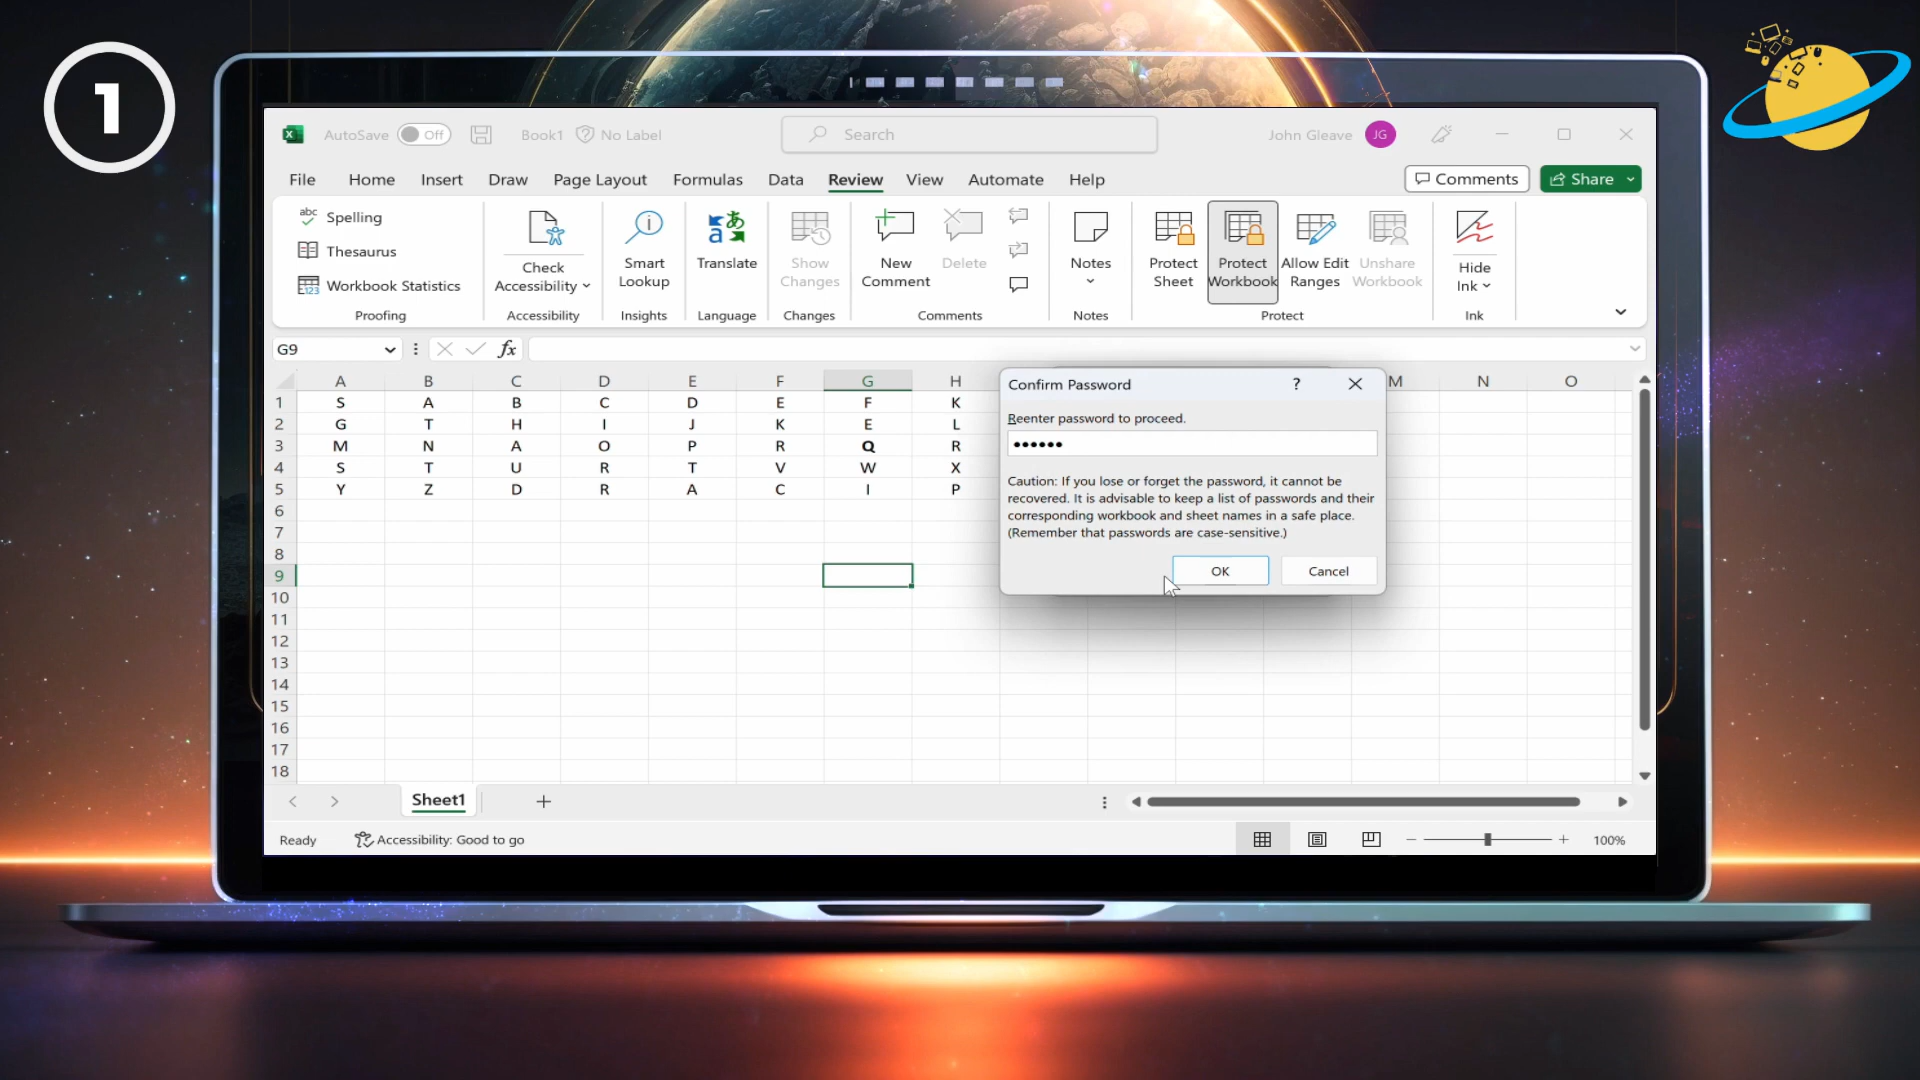 1
AutoSave Off Book1 No Label Search John Gleave JG
File Home Insert Draw Page Layout Formulas Data Review View Automate Help Comments Share
abc Spelling
Thesaurus
123 Workbook Statistics
Proofing
Check
Accessibility
Accessibility
Smart
Lookup
Insights
Translate
Language
Show
Changes
Changes
New
Comment
Delete
Comments
Notes
Notes
Protect
Sheet
Protect
Workbook
Allow Edit
Ranges
Unshare
Workbook
Protect
Hide
Ink
Ink
G9 fx
A B C D E F G H M N O
1 S A B C D E F K
2 G T H I J K E L
3 M N A O P R Q R
4 S T U R T V W X
5 Y Z D R A C I P
6
7
8
9
10
11
12
13
14
15
16
17
18
Confirm Password ?
Reenter password to proceed.
••••••
Caution: If you lose or forget the password, it cannot be
recovered. It is advisable to keep a list of passwords and their
corresponding workbook and sheet names in a safe place.
(Remember that passwords are case-sensitive.)
OK Cancel
Sheet1
Ready Accessibility: Good to go 100%